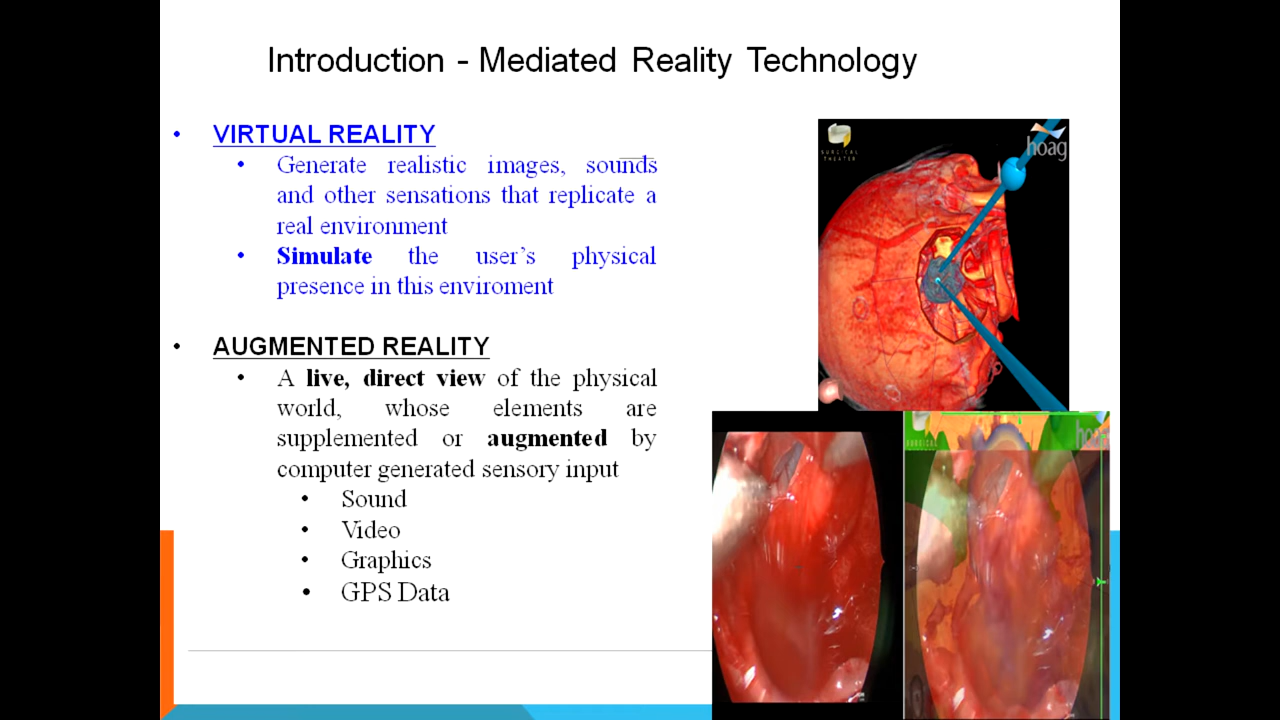 Introduction - Mediated Reality Technology
• VIRTUAL REALITY
• Generate realistic images, sounds
and other sensations that replicate a
real environment
• Simulate the user's physical
presence in this enviroment
• AUGMENTED REALITY
• A live, direct view of the physical
world, whose elements are
supplemented or augmented by
computer generated sensory input
• Sound
• Video
• Graphics
• GPS Data
SURGICAL
THEATER
hoag